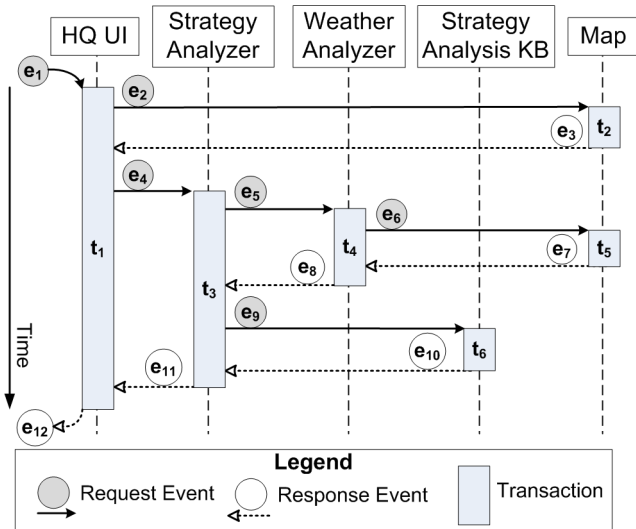 HQ UI
Strategy
Analyzer
Weather
Analyzer
Strategy
Analysis KB
Map
e1
e2
e3
t2
e4
e5
e6
t1
t3
t4
e7
t5
e8
e9
e10
t6
e11
Time
e12
Legend
Request Event
Response Event
Transaction